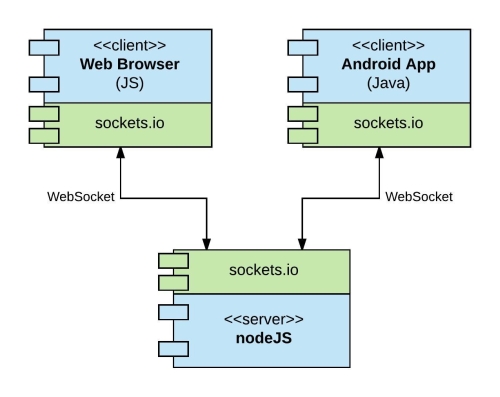 <<client>>
Web Browser
(JS)
sockets.io
<<client>>
Android App
(Java)
sockets.io
WebSocket
WebSocket
sockets.io
<<server>>
nodeJS